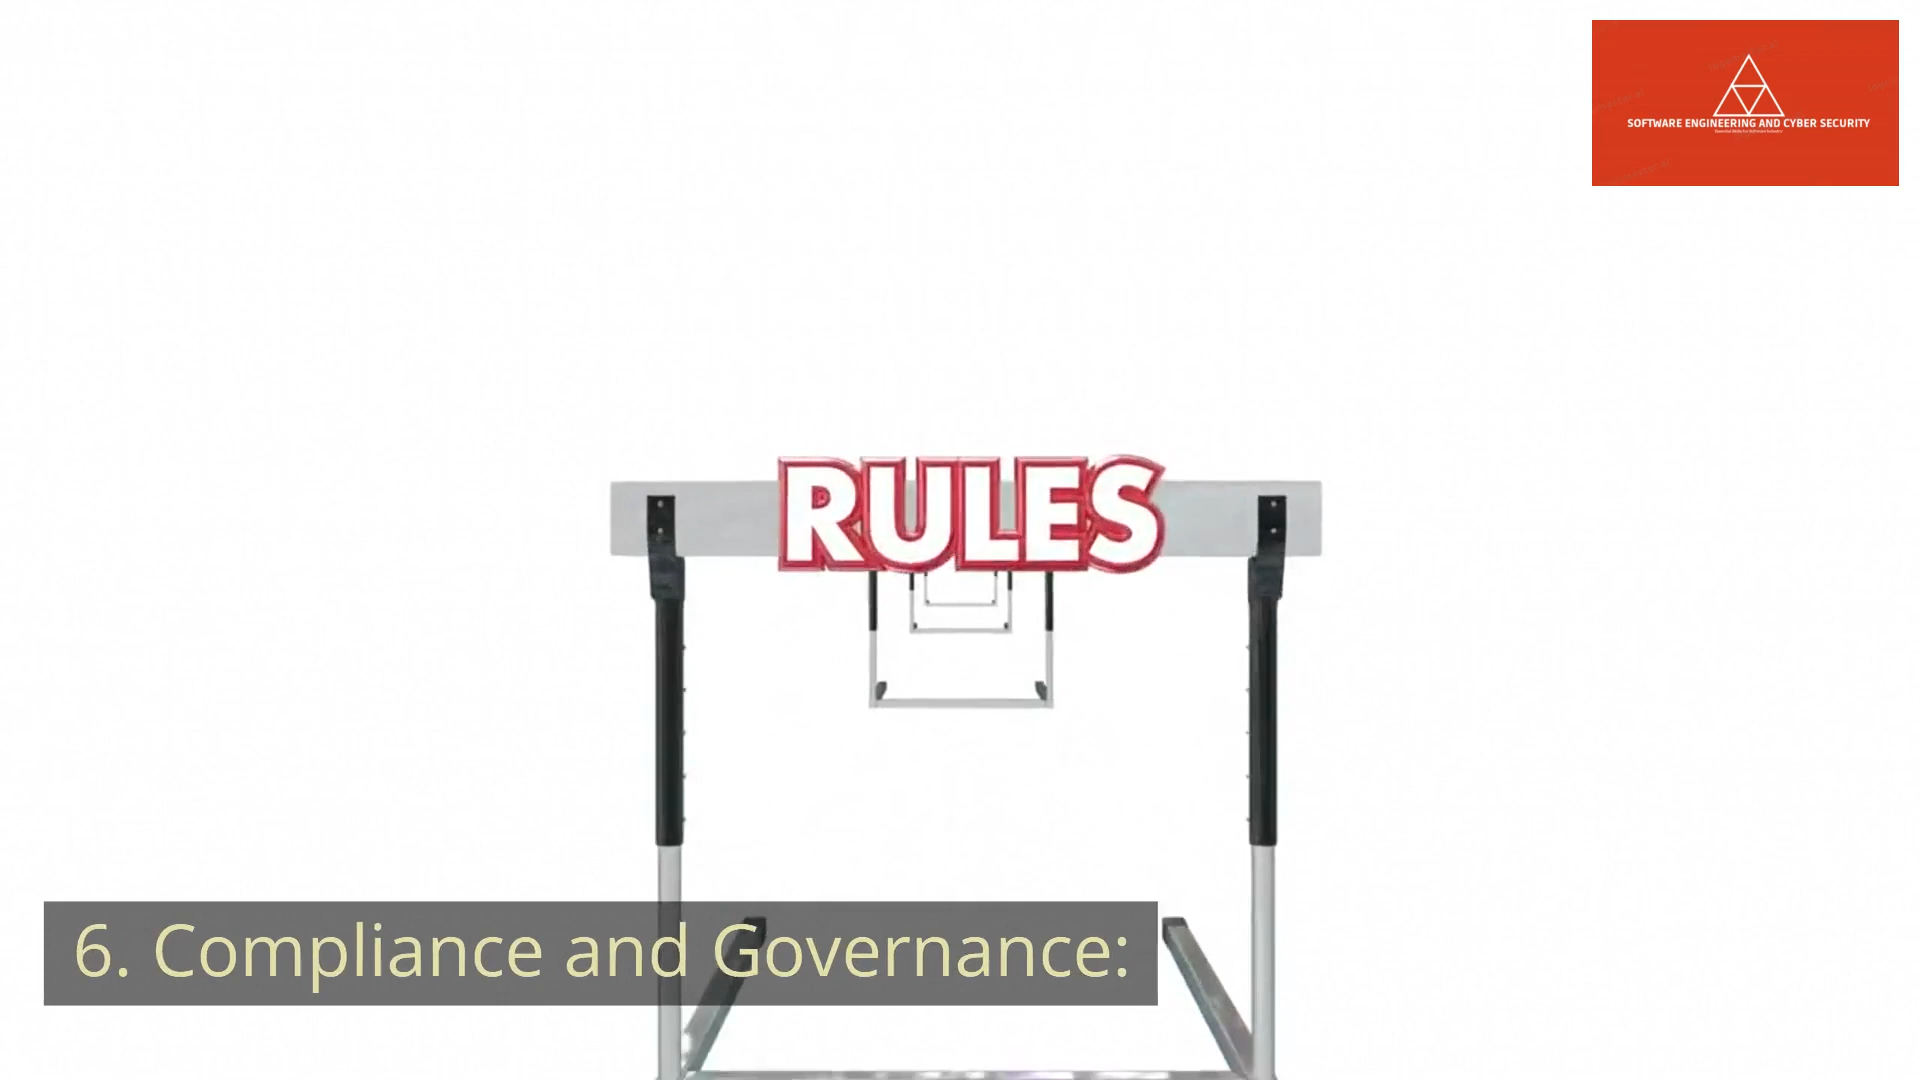 SOFTWARE ENGINEERING AND CYBER SECURITY
RULES
6. Compliance and Governance: